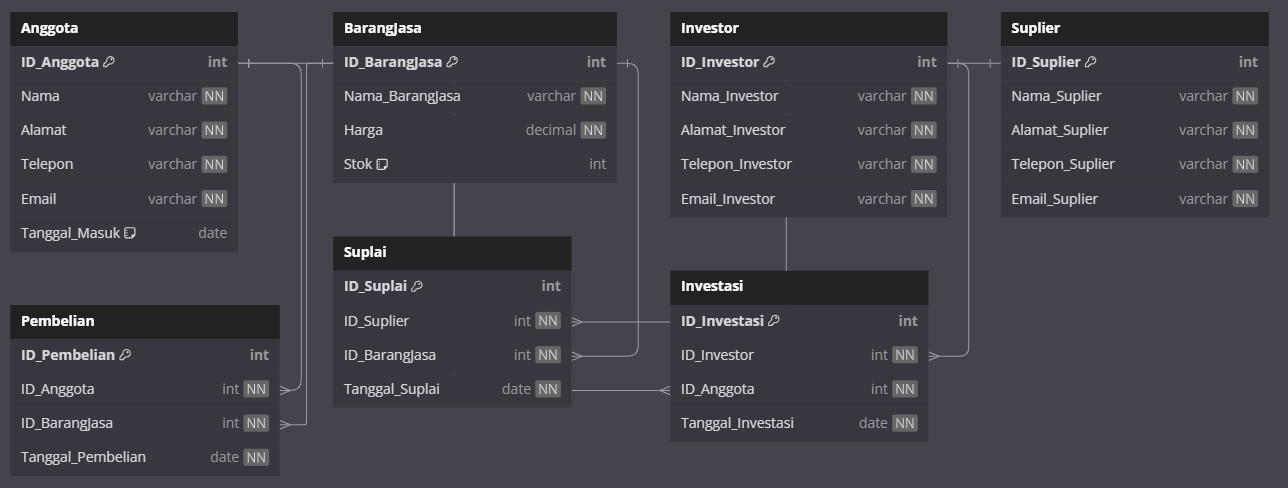 Anggota
ID_Anggota int
Nama varchar NN
Alamat varchar NN
Telepon varchar NN
Email varchar NN
Tanggal_Masuk date
BarangJasa
ID_BarangJasa int
Nama_BarangJasa varchar NN
Harga decimal NN
Stok int
Investor
ID_Investor int
Nama_Investor varchar NN
Alamat_Investor varchar NN
Telepon_Investor varchar NN
Email_Investor varchar NN
Suplier
ID_Suplier int
Nama_Suplier varchar NN
Alamat_Suplier varchar NN
Telepon_Suplier varchar NN
Email_Suplier varchar NN
Pembelian
ID_Pembelian int
ID_Anggota int NN
ID_BarangJasa int NN
Tanggal_Pembelian date NN
Suplai
ID_Suplai int
ID_Suplier int NN
ID_BarangJasa int NN
Tanggal_Suplai date NN
Investasi
ID_Investasi int
ID_Investor int NN
ID_Anggota int NN
Tanggal_Investasi date NN